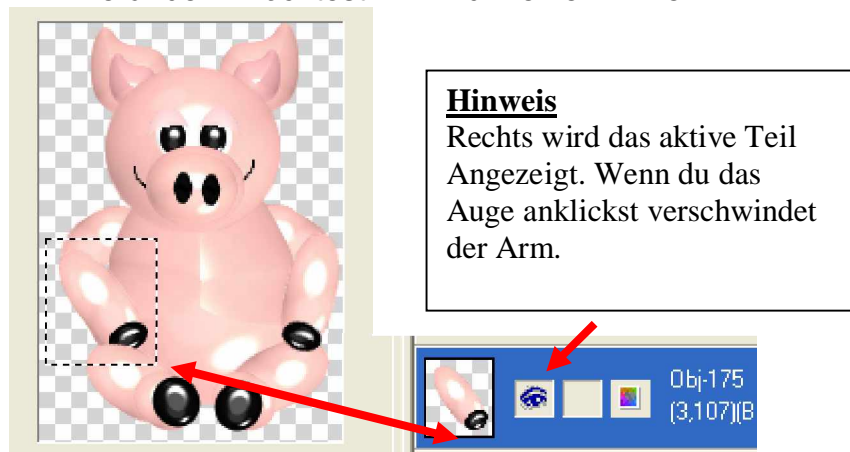 Hinweis
Rechts wird das aktive Teil
Angezeigt. Wenn du das
Auge anklickst verschwindet
der Arm.
Obj-175
(3,107)(B